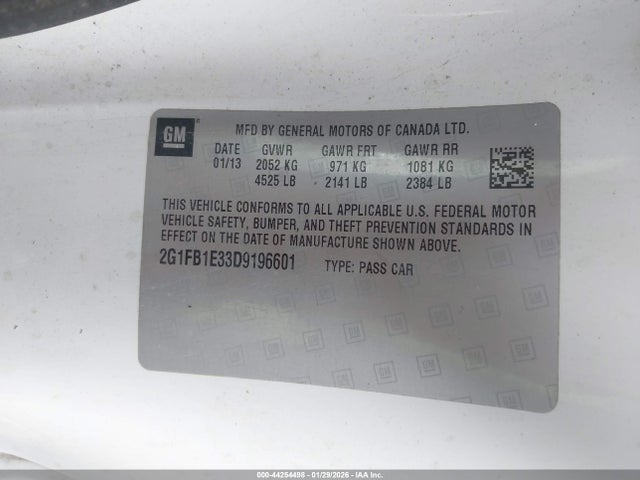 GM
MFD BY GENERAL MOTORS OF CANADA LTD.
DATE GVWR GAWR FRT GAWR RR
01/13 2052 KG 971 KG 1081 KG
4525 LB 2141 LB 2384 LB
THIS VEHICLE CONFORMS TO ALL APPLICABLE U.S. FEDERAL MOTOR
VEHICLE SAFETY, BUMPER, AND THEFT PREVENTION STANDARDS IN
EFFECT ON THE DATE OF MANUFACTURE SHOWN ABOVE.
2G1FB1E33D9196601 TYPE: PASS CAR
000-44254498 - 01/29/2026 - IAAI.COM